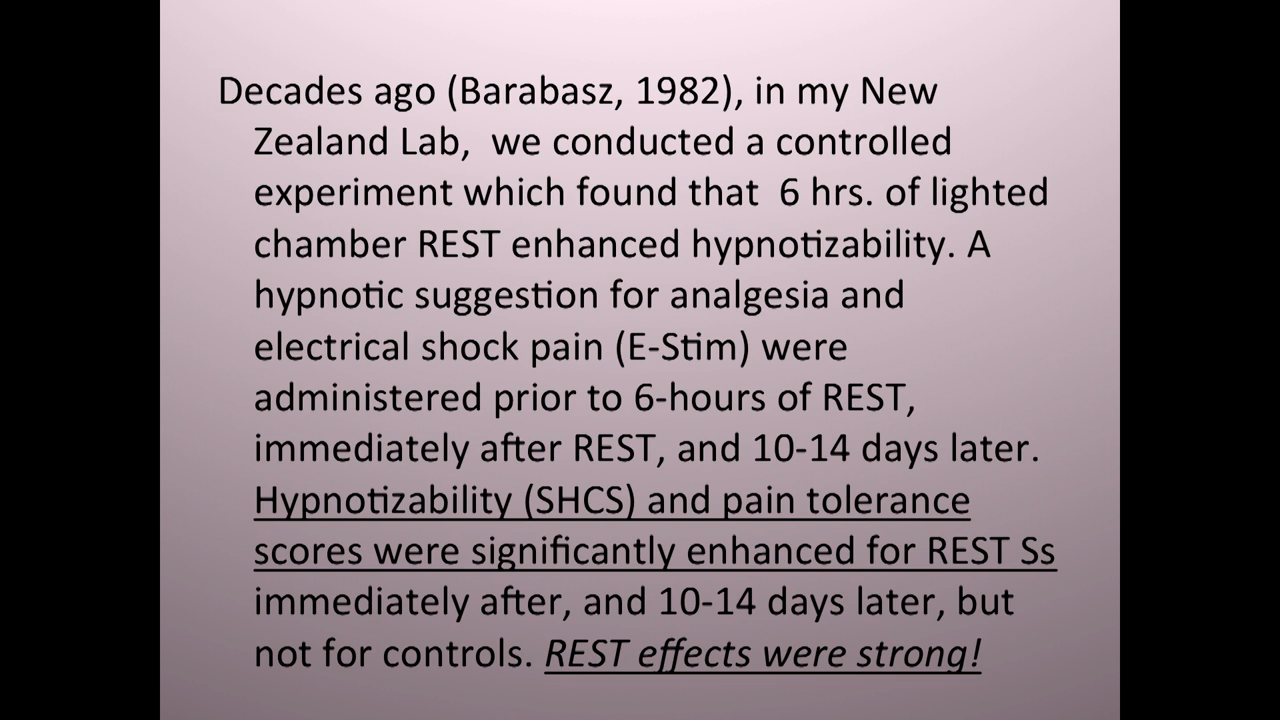 Decades ago (Barabasz, 1982), in my New
Zealand Lab,  we conducted a controlled
experiment which found that  6 hrs. of lighted
chamber REST enhanced hypnotizability. A
hypnotic suggestion for analgesia and
electrical shock pain (E-Stim) were
administered prior to 6-hours of REST,
immediately after REST, and 10-14 days later.
Hypnotizability (SHCS) and pain tolerance
scores were significantly enhanced for REST Ss
immediately after, and 10-14 days later, but
not for controls. REST effects were strong!